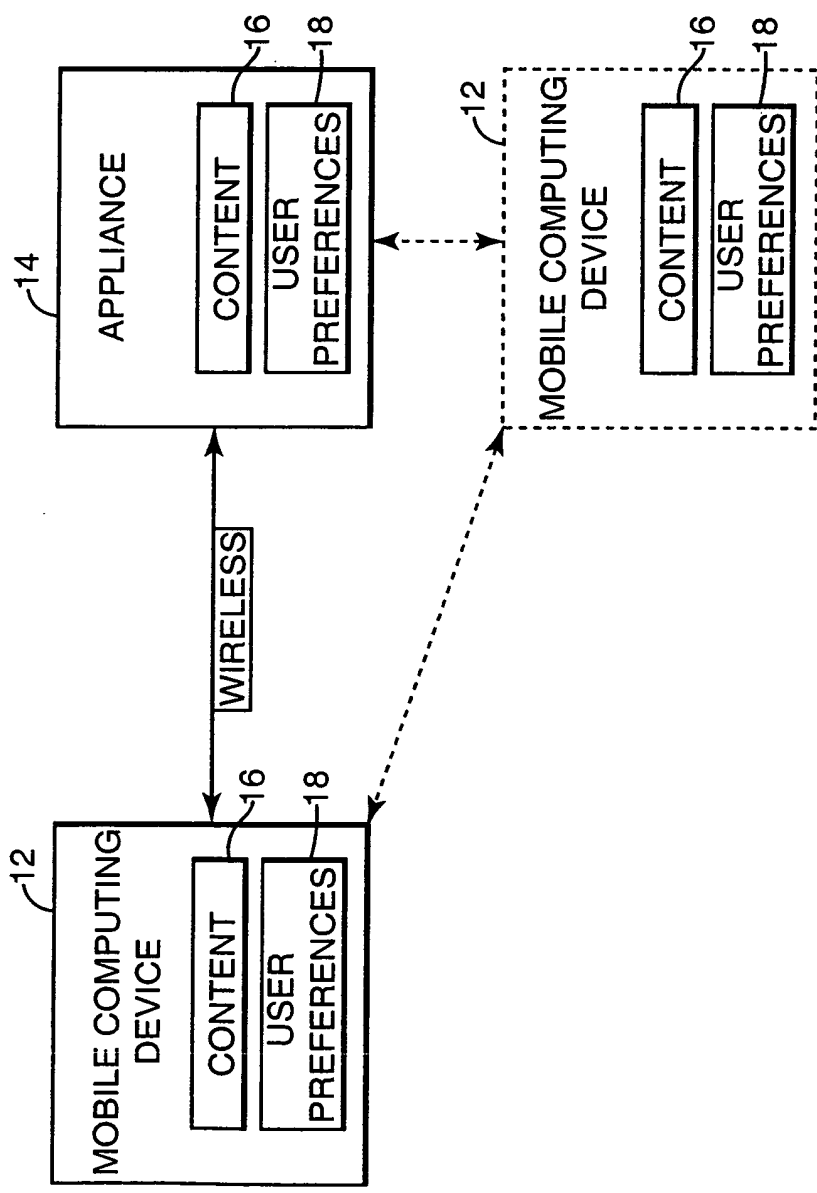 12
MOBILE COMPUTING
DEVICE
CONTENT
16
USER
PREFERENCES
18
WIRELESS
14
APPLIANCE
CONTENT
16
USER
PREFERENCES
18
12
MOBILE COMPUTING
DEVICE
CONTENT
16
USER
PREFERENCES
18